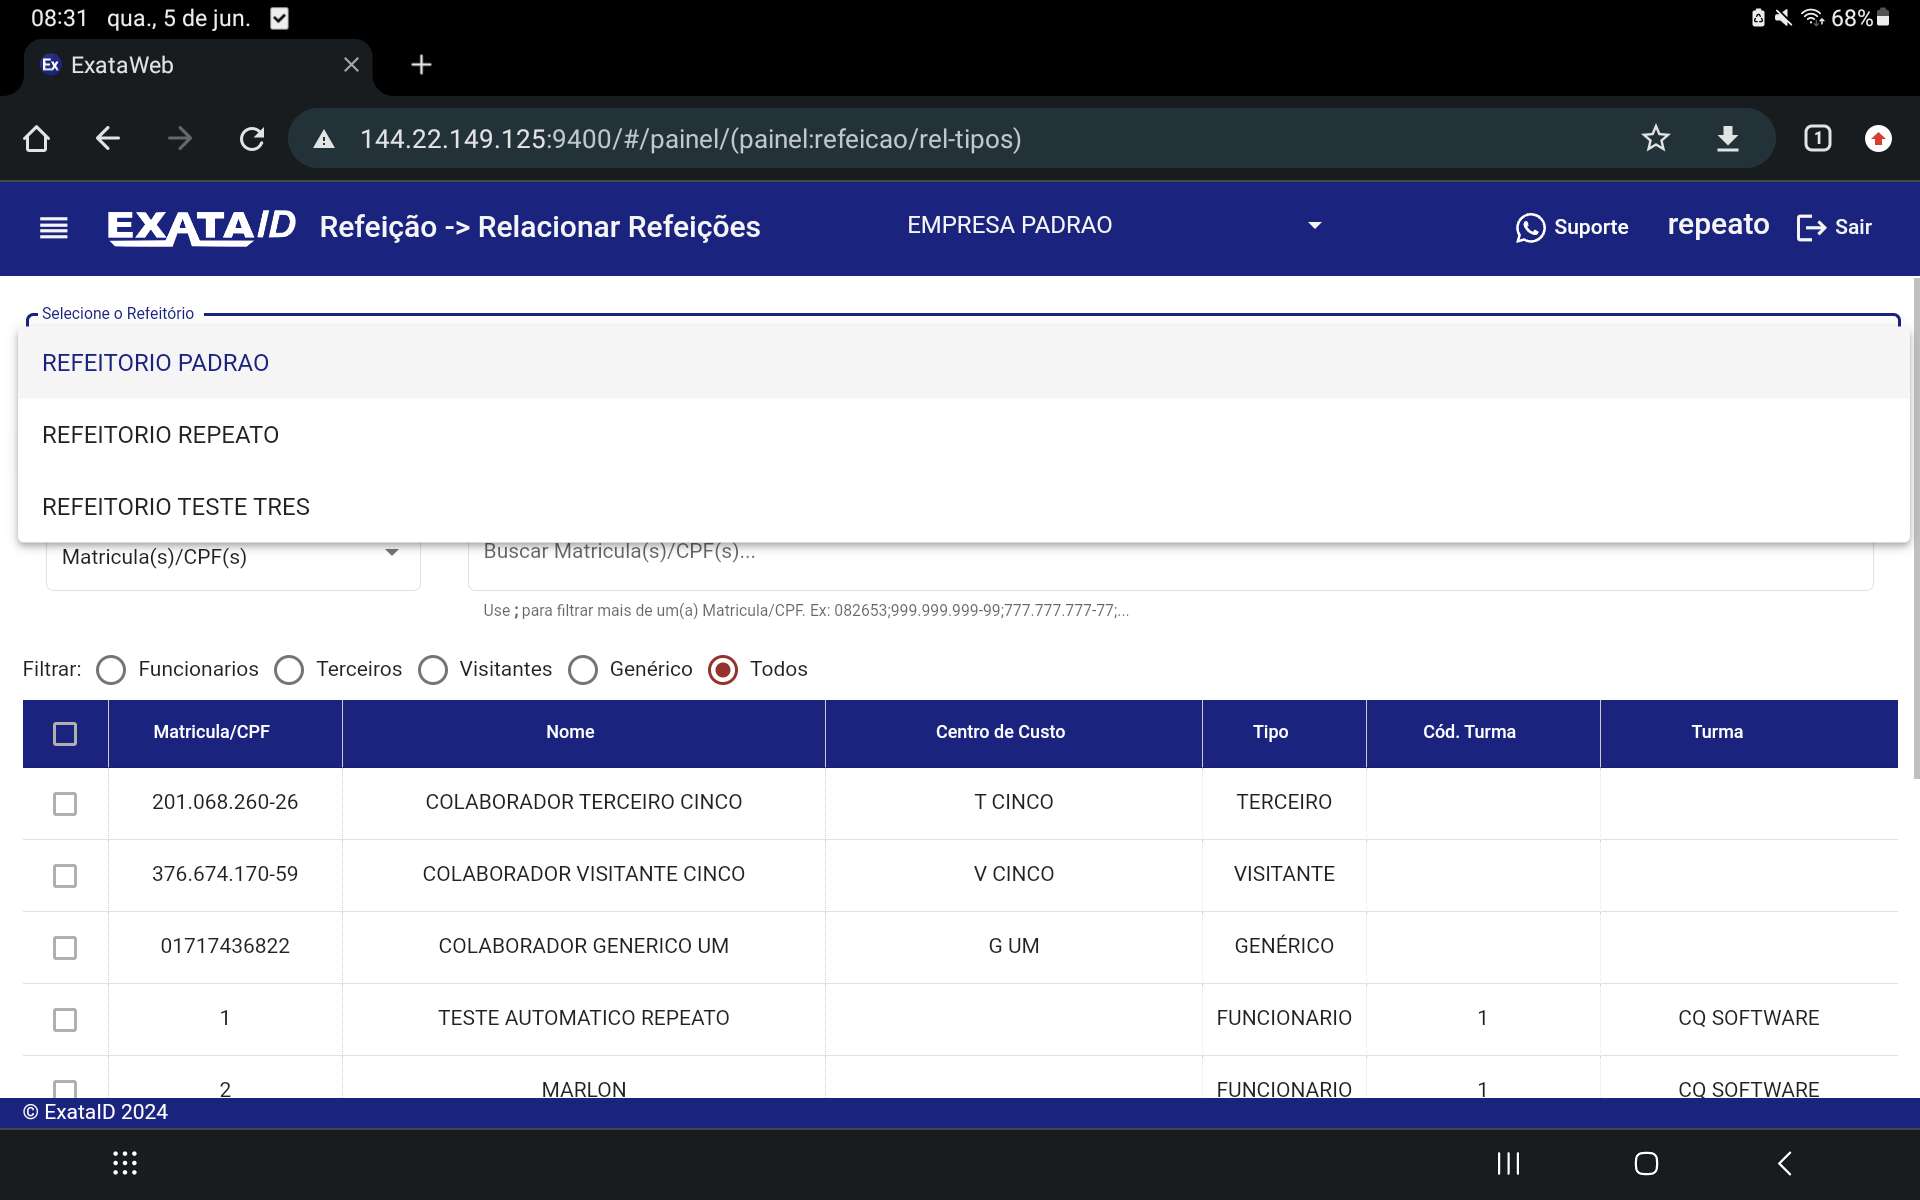 08:31 qua., 5 de jun. 68%
Ex ExataWeb
144.22.149.125:9400/#/painel/(painel:refeicao/rel-tipos) 1
EXATAID Refeição -> Relacionar Refeições EMPRESA PADRAO Suporte repeato Sair
Selecione o Refeitório
REFEITORIO PADRAO
REFEITORIO REPEATO
REFEITORIO TESTE TRES
Matricula(s)/CPF(s) Buscar Matricula(s)/CPF(s)...
Use ; para filtrar mais de um(a) Matricula/CPF. Ex: 082653;999.999.999-99;777.777.777-77;...
Filtrar: Funcionarios Terceiros Visitantes Genérico Todos
Matricula/CPF Nome Centro de Custo Tipo Cód. Turma Turma
201.068.260-26 COLABORADOR TERCEIRO CINCO T CINCO TERCEIRO
376.674.170-59 COLABORADOR VISITANTE CINCO V CINCO VISITANTE
01717436822 COLABORADOR GENERICO UM G UM GENÉRICO
1 TESTE AUTOMATICO REPEATO FUNCIONARIO 1 CQ SOFTWARE
2 MARLON FUNCIONARIO 1 CQ SOFTWARE
© ExataID 2024